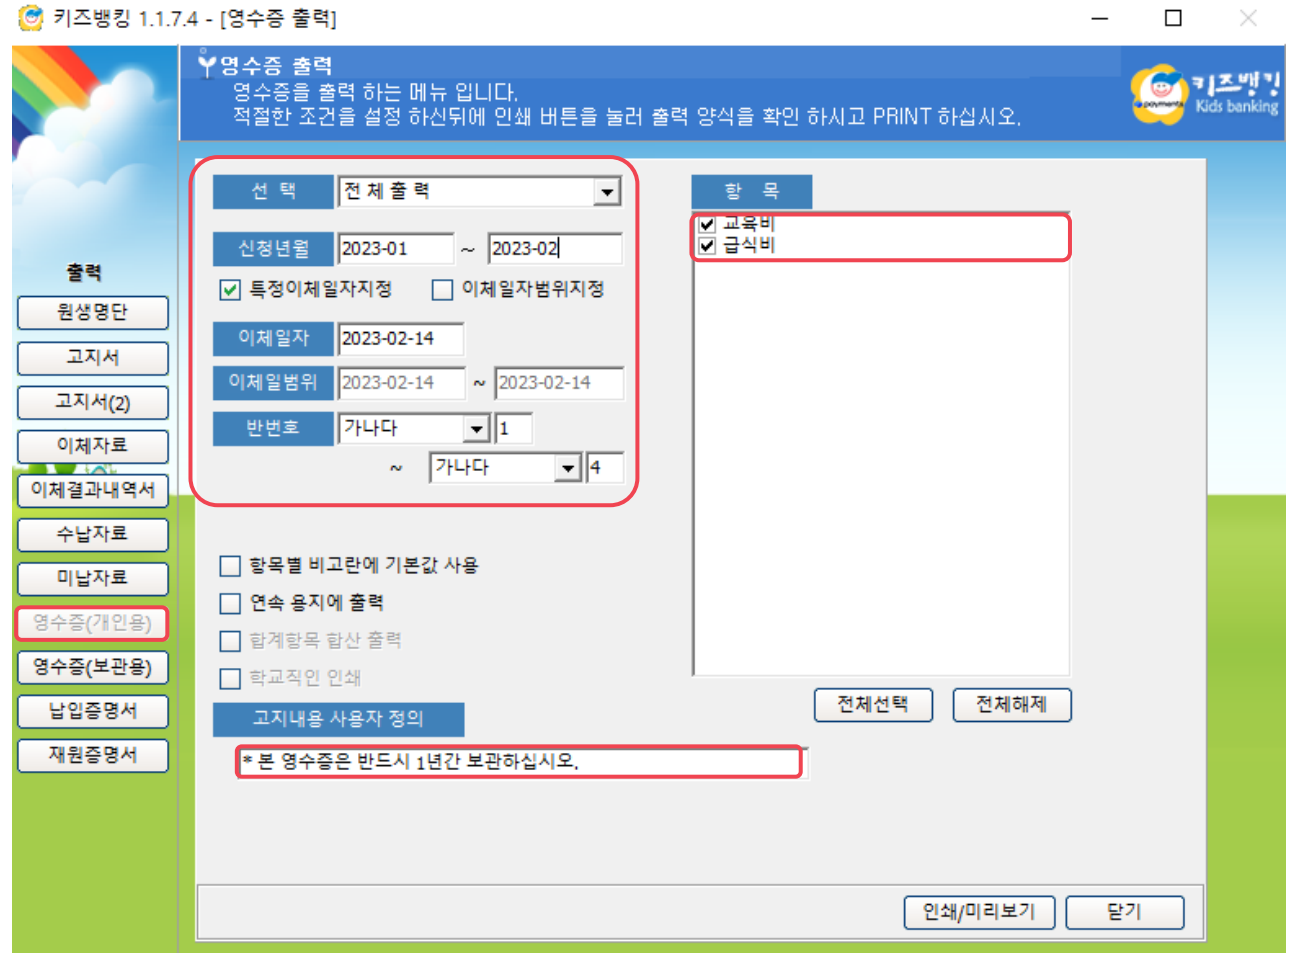 키즈뱅킹 1.1.7.4 - [영수증 출력]
영수증 출력
영수증을 출력 하는 메뉴 입니다.
적절한 조건을 설정 하신뒤에 인쇄 버튼을 눌러 출력 양식을 확인 하시고 PRINT 하십시오.
payments
키즈뱅킹
Kids banking
출력
원생명단
고지서
고지서(2)
이체자료
이체결과내역서
수납자료
미납자료
영수증(개인용)
영수증(보관용)
납입증명서
재원증명서
선 택 전 체 출 력
신청년월 2023-01 ~ 2023-02
특정이체일자지정 이체일자범위지정
이체일자 2023-02-14
이체일범위 2023-02-14 ~ 2023-02-14
반번호 가나다 1
~ 가나다 4
항목별 비고란에 기본값 사용
연속 용지에 출력
합계항목 합산 출력
학교직인 인쇄
고지내용 사용자 정의
* 본 영수증은 반드시 1년간 보관하십시오.
항 목
교육비
급식비
전체선택 전체해제
인쇄/미리보기 닫기